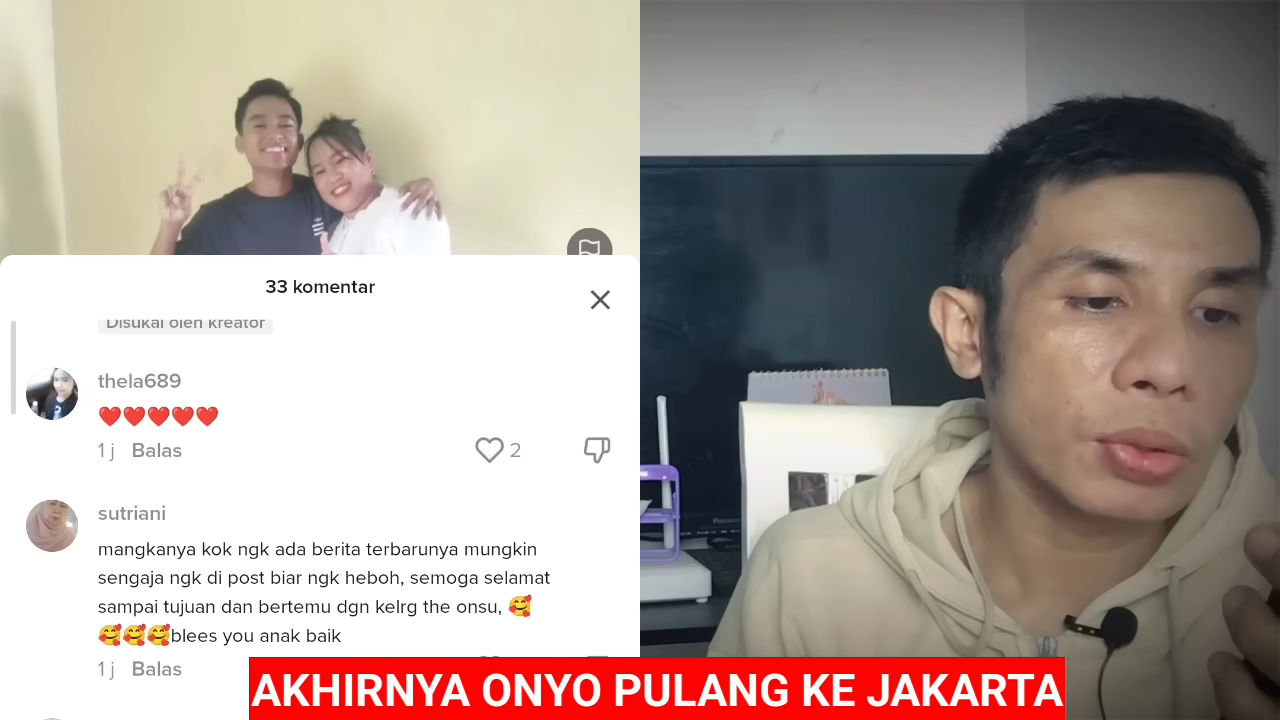 33 komentar
Disukai oleh kreator
thela689
❤️❤️❤️❤️❤️
1 j Balas 2
sutriani
mangkanya kok ngk ada berita terbarunya mungkin
sengaja ngk di post biar ngk heboh, semoga selamat
sampai tujuan dan bertemu dgn kelrg the onsu, 🥰
🥰🥰🥰blees you anak baik
1 j Balas
AKHIRNYA ONYO PULANG KE JAKARTA